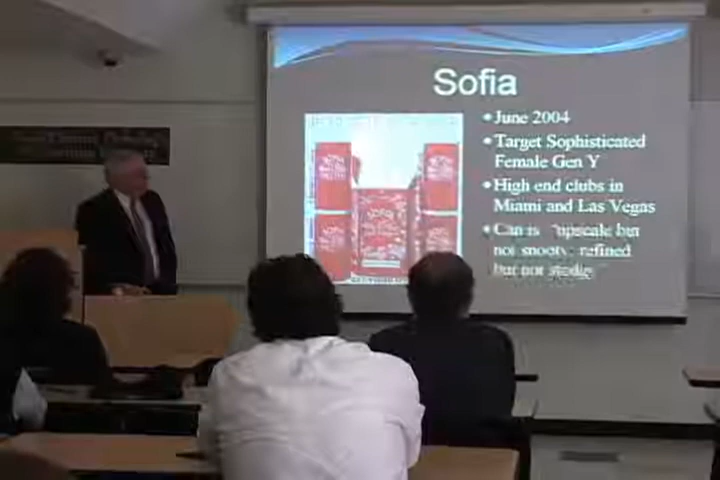 Sofia
• June 2004
• Target Sophisticated
Female Gen Y
• High end clubs in
Miami and Las Vegas
• Can is "upscale but
not snooty; refined
but not stodgy"
SOFIA